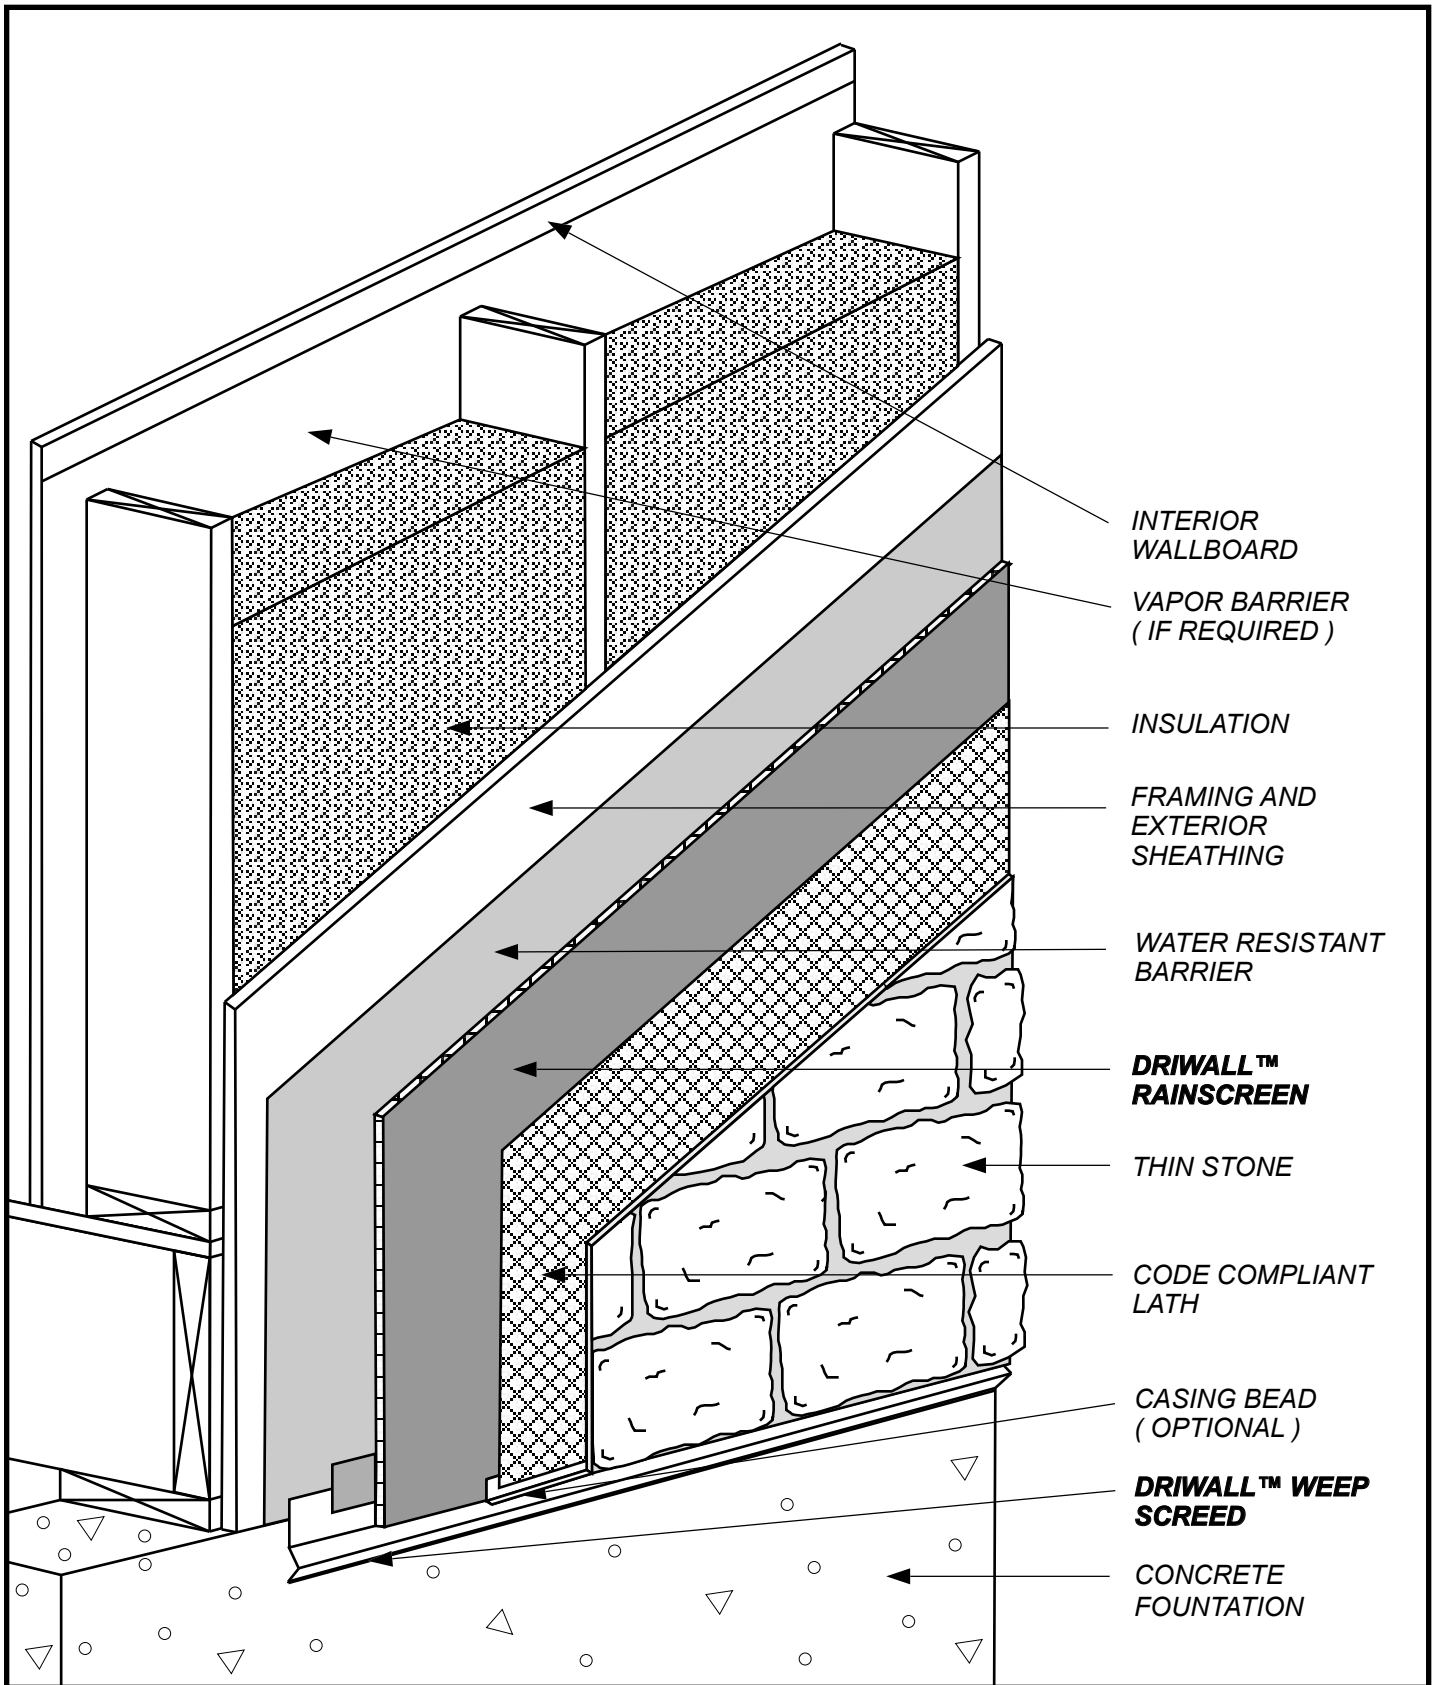 INTERIOR
WALLBOARD
VAPOR BARRIER
( IF REQUIRED )
INSULATION
FRAMING AND
EXTERIOR
SHEATHING
WATER RESISTANT
BARRIER
DRIWALL™
RAINSCREEN
THIN STONE
CODE COMPLIANT
LATH
CASING BEAD
( OPTIONAL )
DRIWALL™ WEEP
SCREED
CONCRETE
FOUNTATION